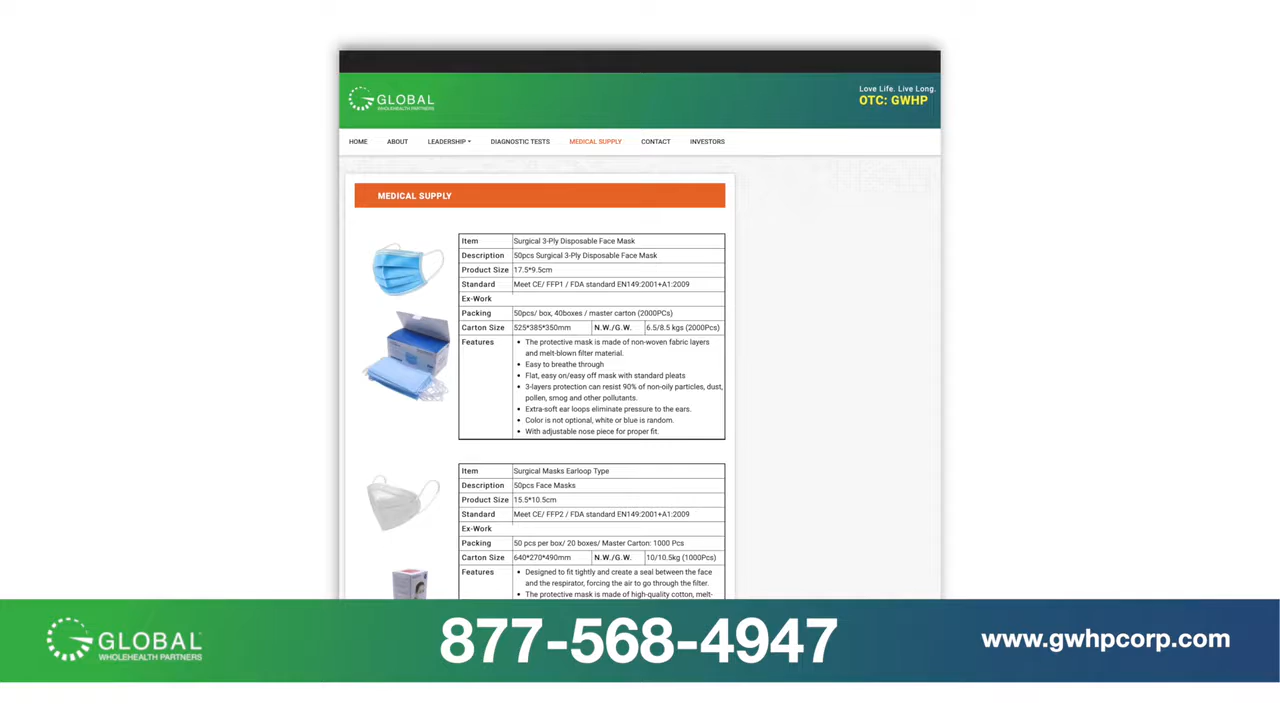 GLOBAL
WHOLEHEALTH PARTNERS
Love Life. Live Long.
OTC: GWHP
HOME ABOUT LEADERSHIP DIAGNOSTIC TESTS MEDICAL SUPPLY CONTACT INVESTORS
MEDICAL SUPPLY
Item Surgical 3-Ply Disposable Face Mask
Description 50pcs Surgical 3-Ply Disposable Face Mask
Product Size 17.5*9.5cm
Standard Meet CE/ FFP1 / FDA standard EN149:2001+A1:2009
Ex-Work
Packing 50pcs/ box, 40boxes / master carton (2000PCs)
Carton Size 525*385*350mm N.W./G.W. 6.5/8.5 kgs (2000Pcs)
Features • The protective mask is made of non-woven fabric layers
and melt-blown filter material.
• Easy to breathe through
• Flat, easy on/easy off mask with standard pleats
• 3-layers protection can resist 90% of non-oily particles, dust,
pollen, smog and other pollutants.
• Extra-soft ear loops eliminate pressure to the ears.
• Color is not optional, white or blue is random.
• With adjustable nose piece for proper fit.
Item Surgical Masks Earloop Type
Description 50pcs Face Masks
Product Size 15.5*10.5cm
Standard Meet CE/ FFP2 / FDA standard EN149:2001+A1:2009
Ex-Work
Packing 50 pcs per box/ 20 boxes/ Master Carton: 1000 Pcs
Carton Size 640*270*490mm N.W./G.W. 10/10.5kg (1000Pcs)
Features • Designed to fit tightly and create a seal between the face
and the respirator, forcing the air to go through the filter.
• The protective mask is made of high-quality cotton, melt-
GLOBAL
WHOLEHEALTH PARTNERS
877-568-4947
www.gwhpcorp.com